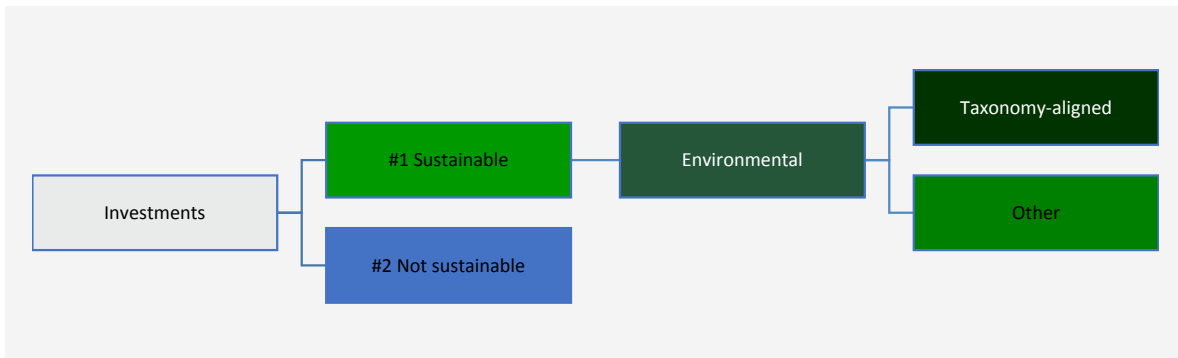 Investments
#1 Sustainable
#2 Not sustainable
Environmental
Taxonomy-aligned
Other